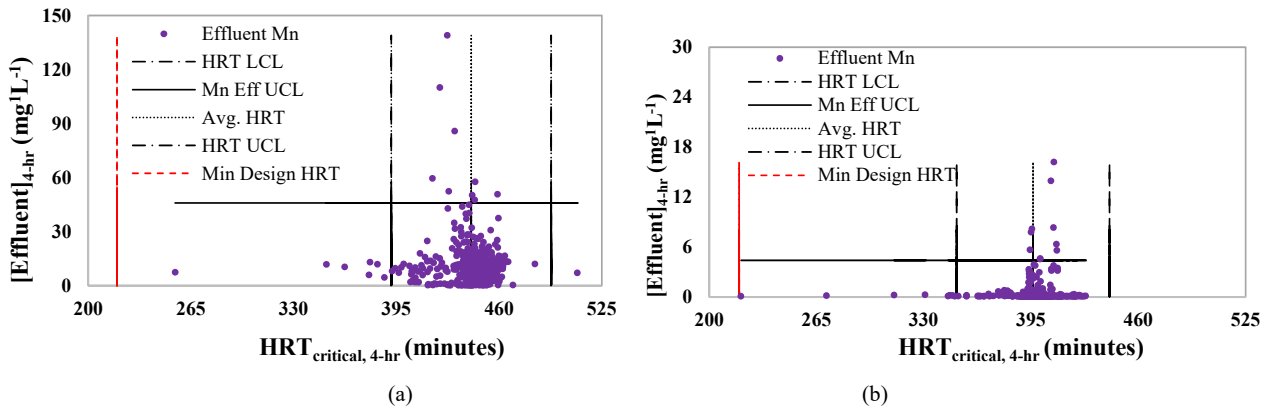 150
120
90
60
30
0
[Effluent]4-hr (mg¹L⁻¹)
Effluent Mn
HRT LCL
Mn Eff UCL
Avg. HRT
HRT UCL
Min Design HRT
200 265 330 395 460 525
HRTcritical, 4-hr (minutes)
(a)
30
24
18
12
6
0
[Effluent]4-hr (mg¹L⁻¹)
Effluent Mn
HRT LCL
Mn Eff UCL
Avg. HRT
HRT UCL
Min Design HRT
200 265 330 395 460 525
HRTcritical, 4-hr (minutes)
(b)